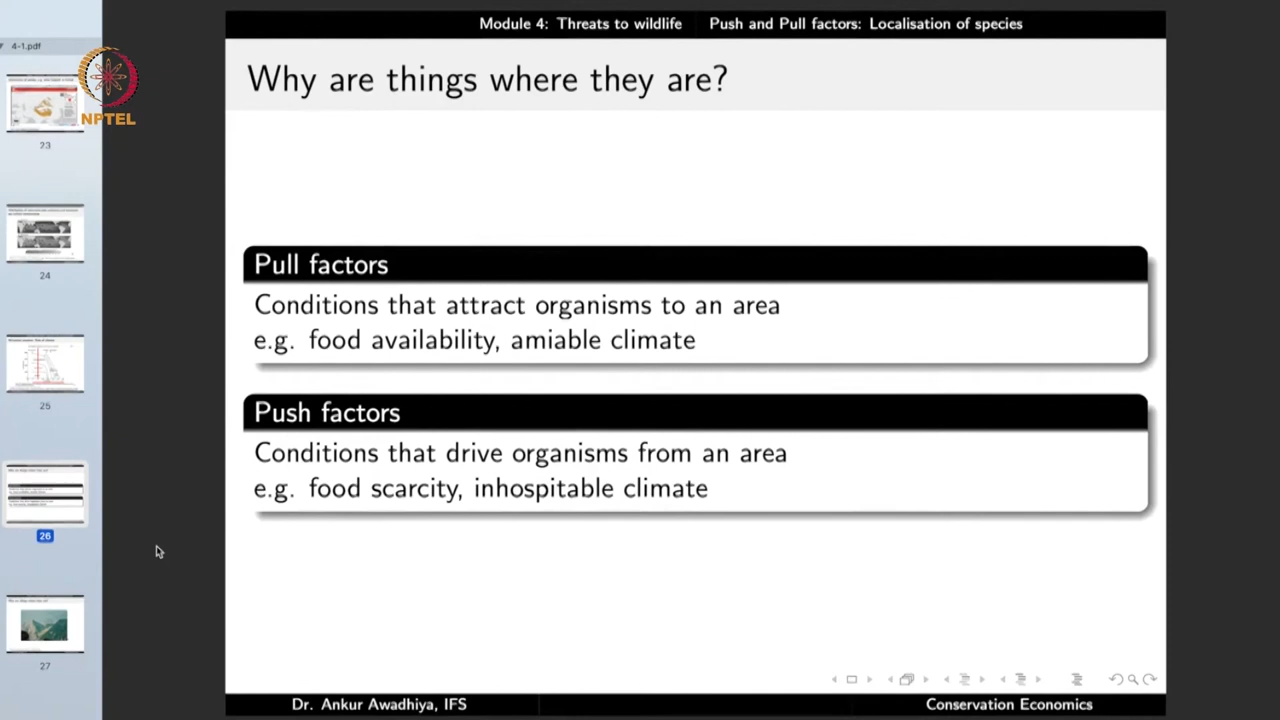 Module 4: Threats to wildlife Push and Pull factors: Localisation of species
4-1.pdf
NPTEL
Why are things where they are?
23
24
25
26
27
Pull factors
Conditions that attract organisms to an area
e.g. food availability, amiable climate
Push factors
Conditions that drive organisms from an area
e.g. food scarcity, inhospitable climate
Dr. Ankur Awadhiya, IFS Conservation Economics